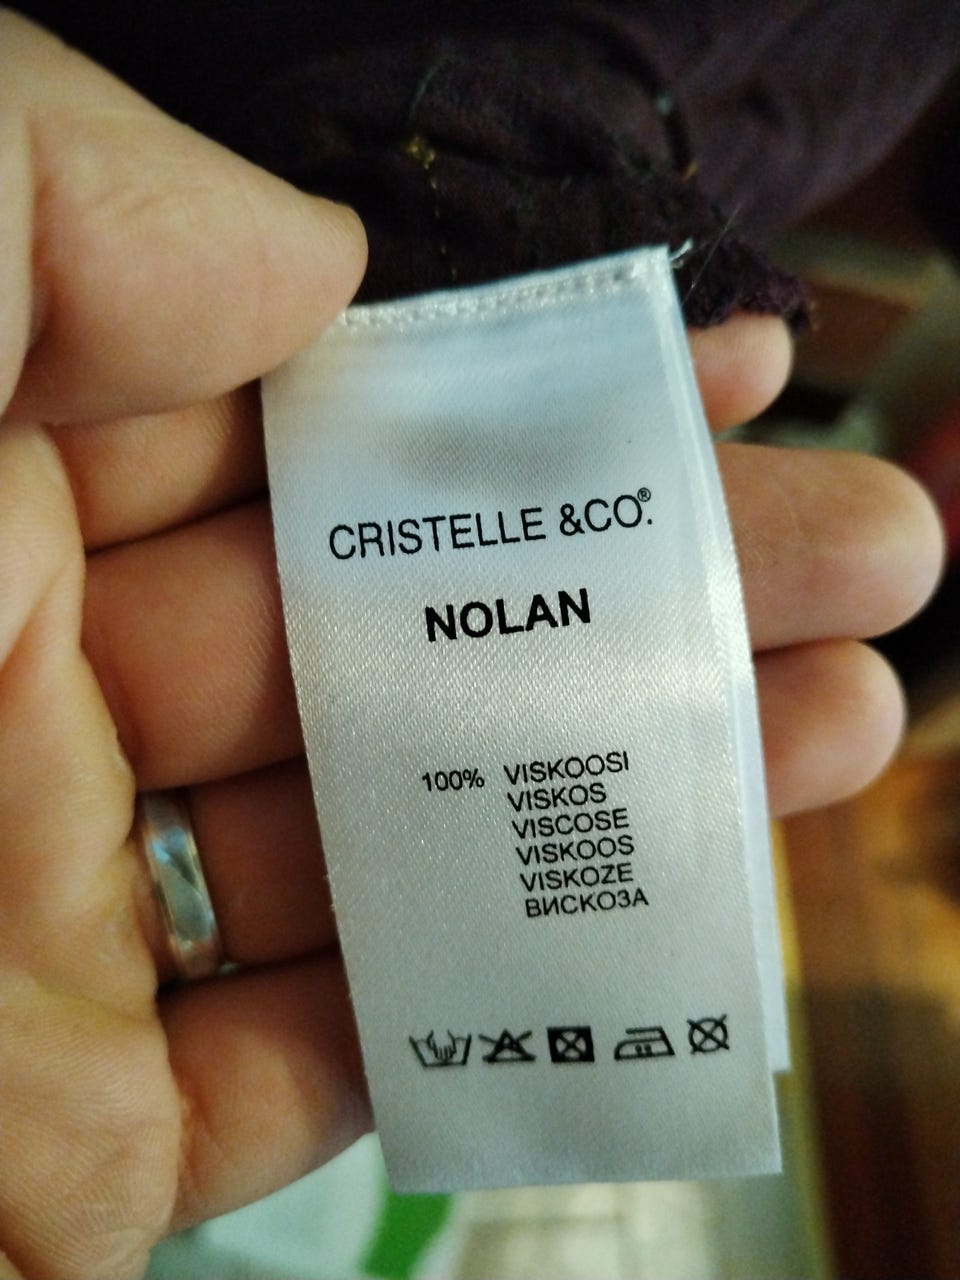 CRISTELLE &CO.®
NOLAN
100% VISKOOSI
VISKOS
VISCOSE
VISKOOS
VISKOZE
ВИСКОЗА